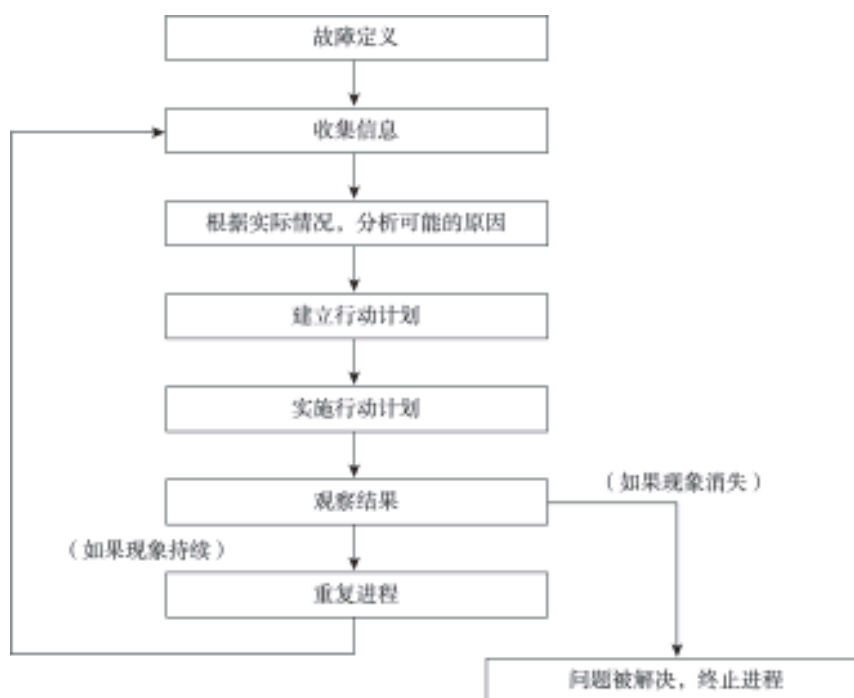 故障定义
收集信息
根据实际情况，分析可能的原因
建立行动计划
实施行动计划
观察结果
（如果现象消失）
（如果现象持续）
重复进程
问题被解决，终止进程